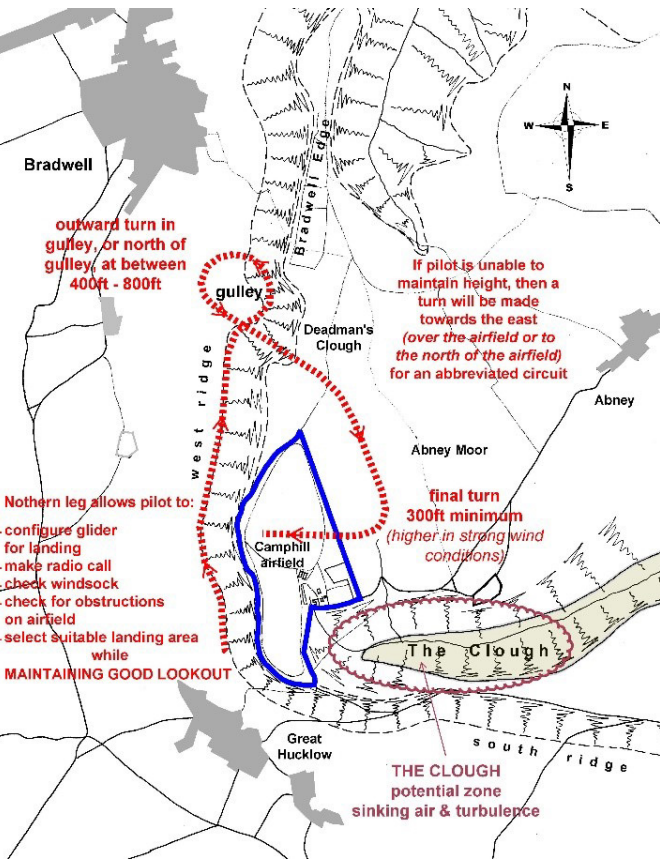 N
W
E
S
Bradwell
Bradwell Edge
outward turn in
gulley, or north of
gulley, at between
400ft - 800ft
gulley
If pilot is unable to
maintain height, then a
turn will be made
towards the east
(over the airfield or to
the north of the airfield)
for an abbreviated circuit
Deadman's
Clough
west ridge
Abney
Abney Moor
Nothern leg allows pilot to:
- configure glider
for landing
- make radio call
- check windsock
- check for obstructions
on airfield
- select suitable landing area
while
MAINTAINING GOOD LOOKOUT
final turn
300ft minimum
(higher in strong wind
conditions)
Camphill
airfield
The Clough
Great
Hucklow
south ridge
THE CLOUGH
potential zone
sinking air & turbulence